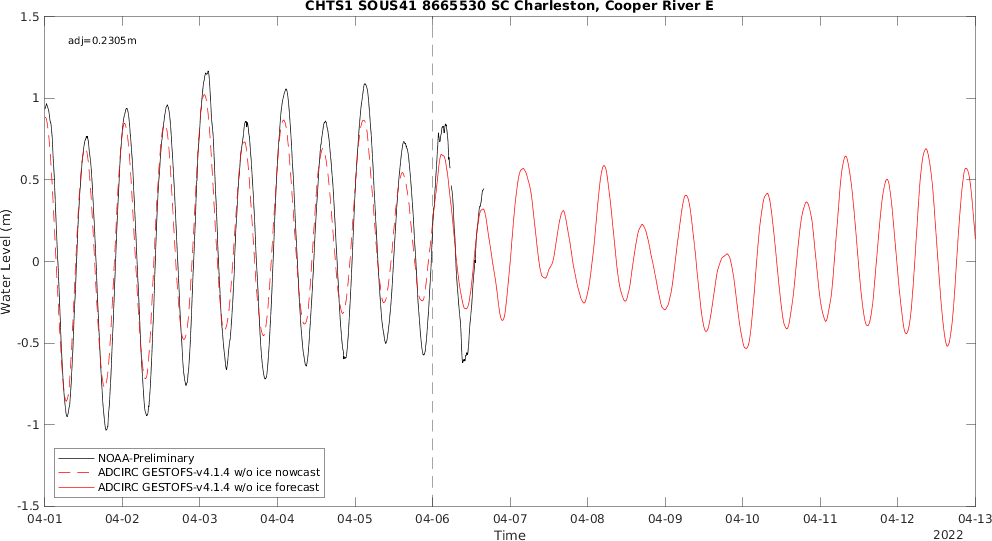 CHTS1 SOUS41 8665530 SC Charleston, Cooper River E
adj=0.2305m
1.5
1
0.5
0
-0.5
-1
-1.5
Water Level (m)
NOAA-Preliminary
ADCIRC GESTOFS-v4.1.4 w/o ice nowcast
ADCIRC GESTOFS-v4.1.4 w/o ice forecast
04-01 04-02 04-03 04-04 04-05 04-06 04-07 04-08 04-09 04-10 04-11 04-12 04-13
Time
2022